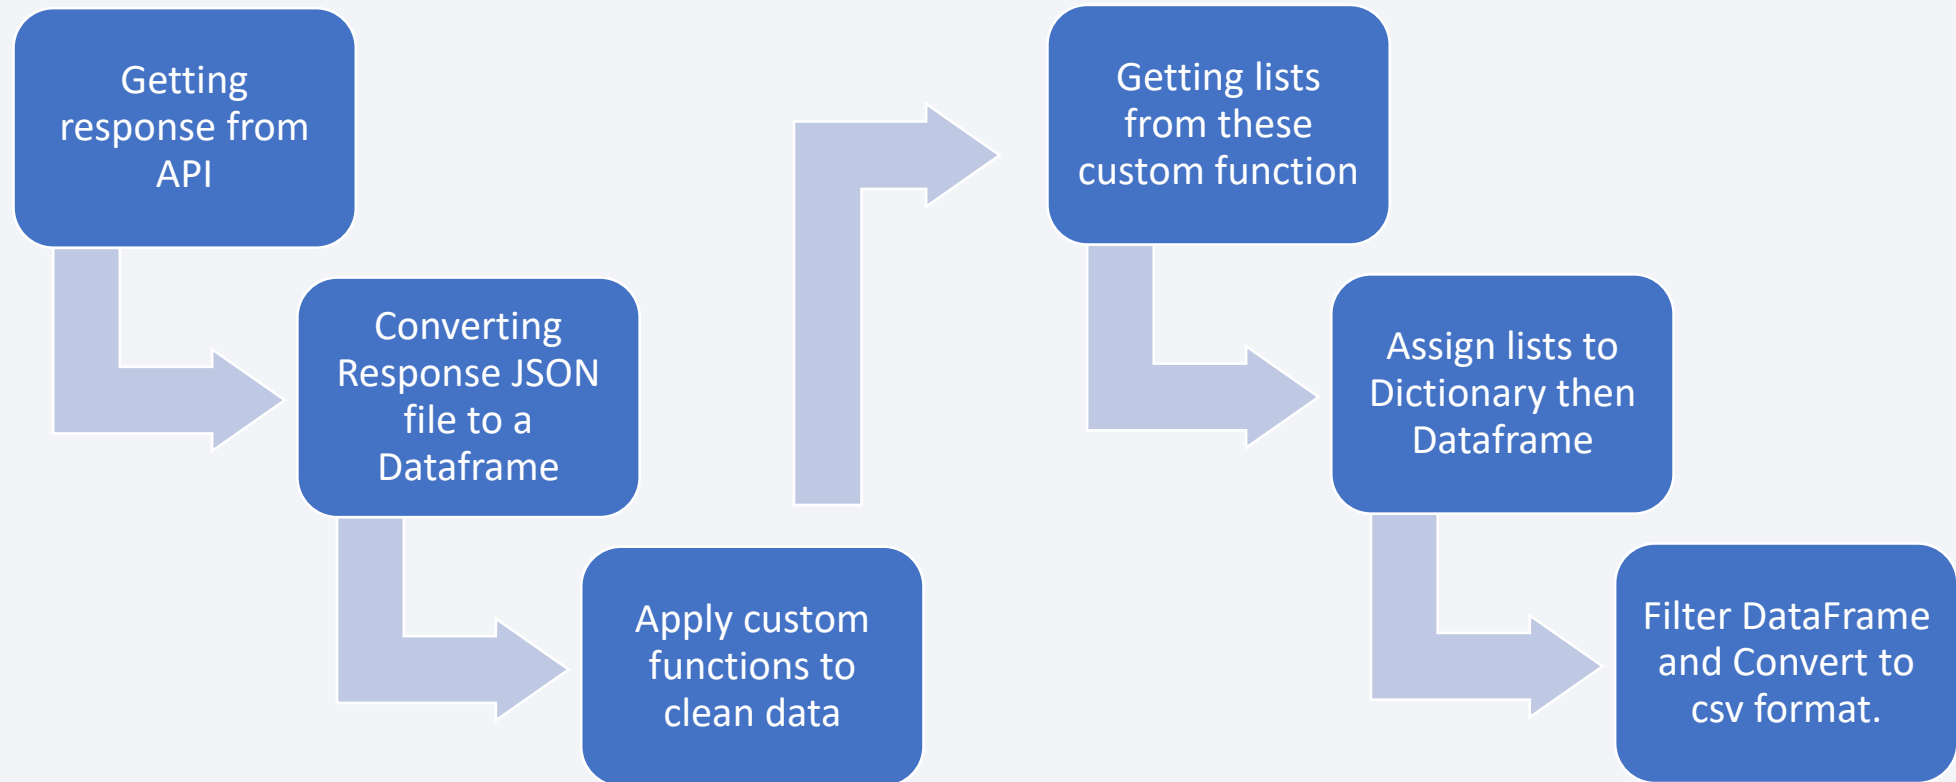 Getting
response from
API
Converting
Response JSON
file to a
Dataframe
Apply custom
functions to
clean data
Getting lists
from these
custom function
Assign lists to
Dictionary then
Dataframe
Filter DataFrame
and Convert to
csv format.